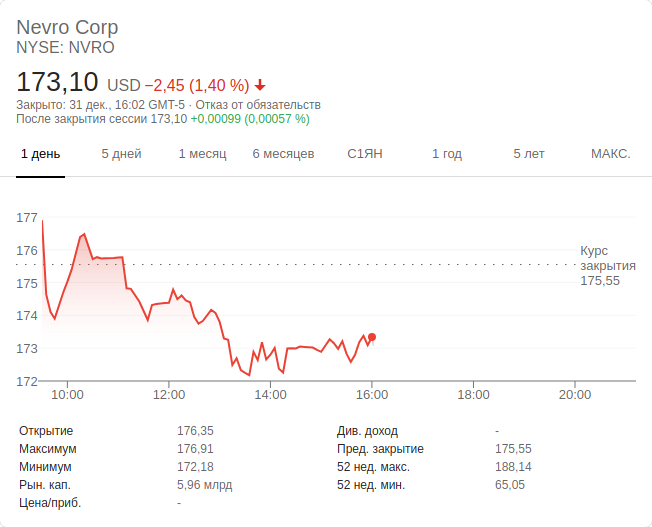 Nevro Corp
NYSE: NVRO
173,10 USD −2,45 (1,40 %)
Закрыто: 31 дек., 16:02 GMT-5 · Отказ от обязательств
После закрытия сессии 173,10 +0,00099 (0,00057 %)
1 день 5 дней 1 месяц 6 месяцев С1ЯН 1 год 5 лет МАКС.
177
176
175
174
173
172
Курс
закрытия
175,55
10:00 12:00 14:00 16:00 18:00 20:00
Открытие 176,35 Див. доход -
Максимум 176,91 Пред. закрытие 175,55
Минимум 172,18 52 нед. макс. 188,14
Рын. кап. 5,96 млрд 52 нед. мин. 65,05
Цена/приб. -